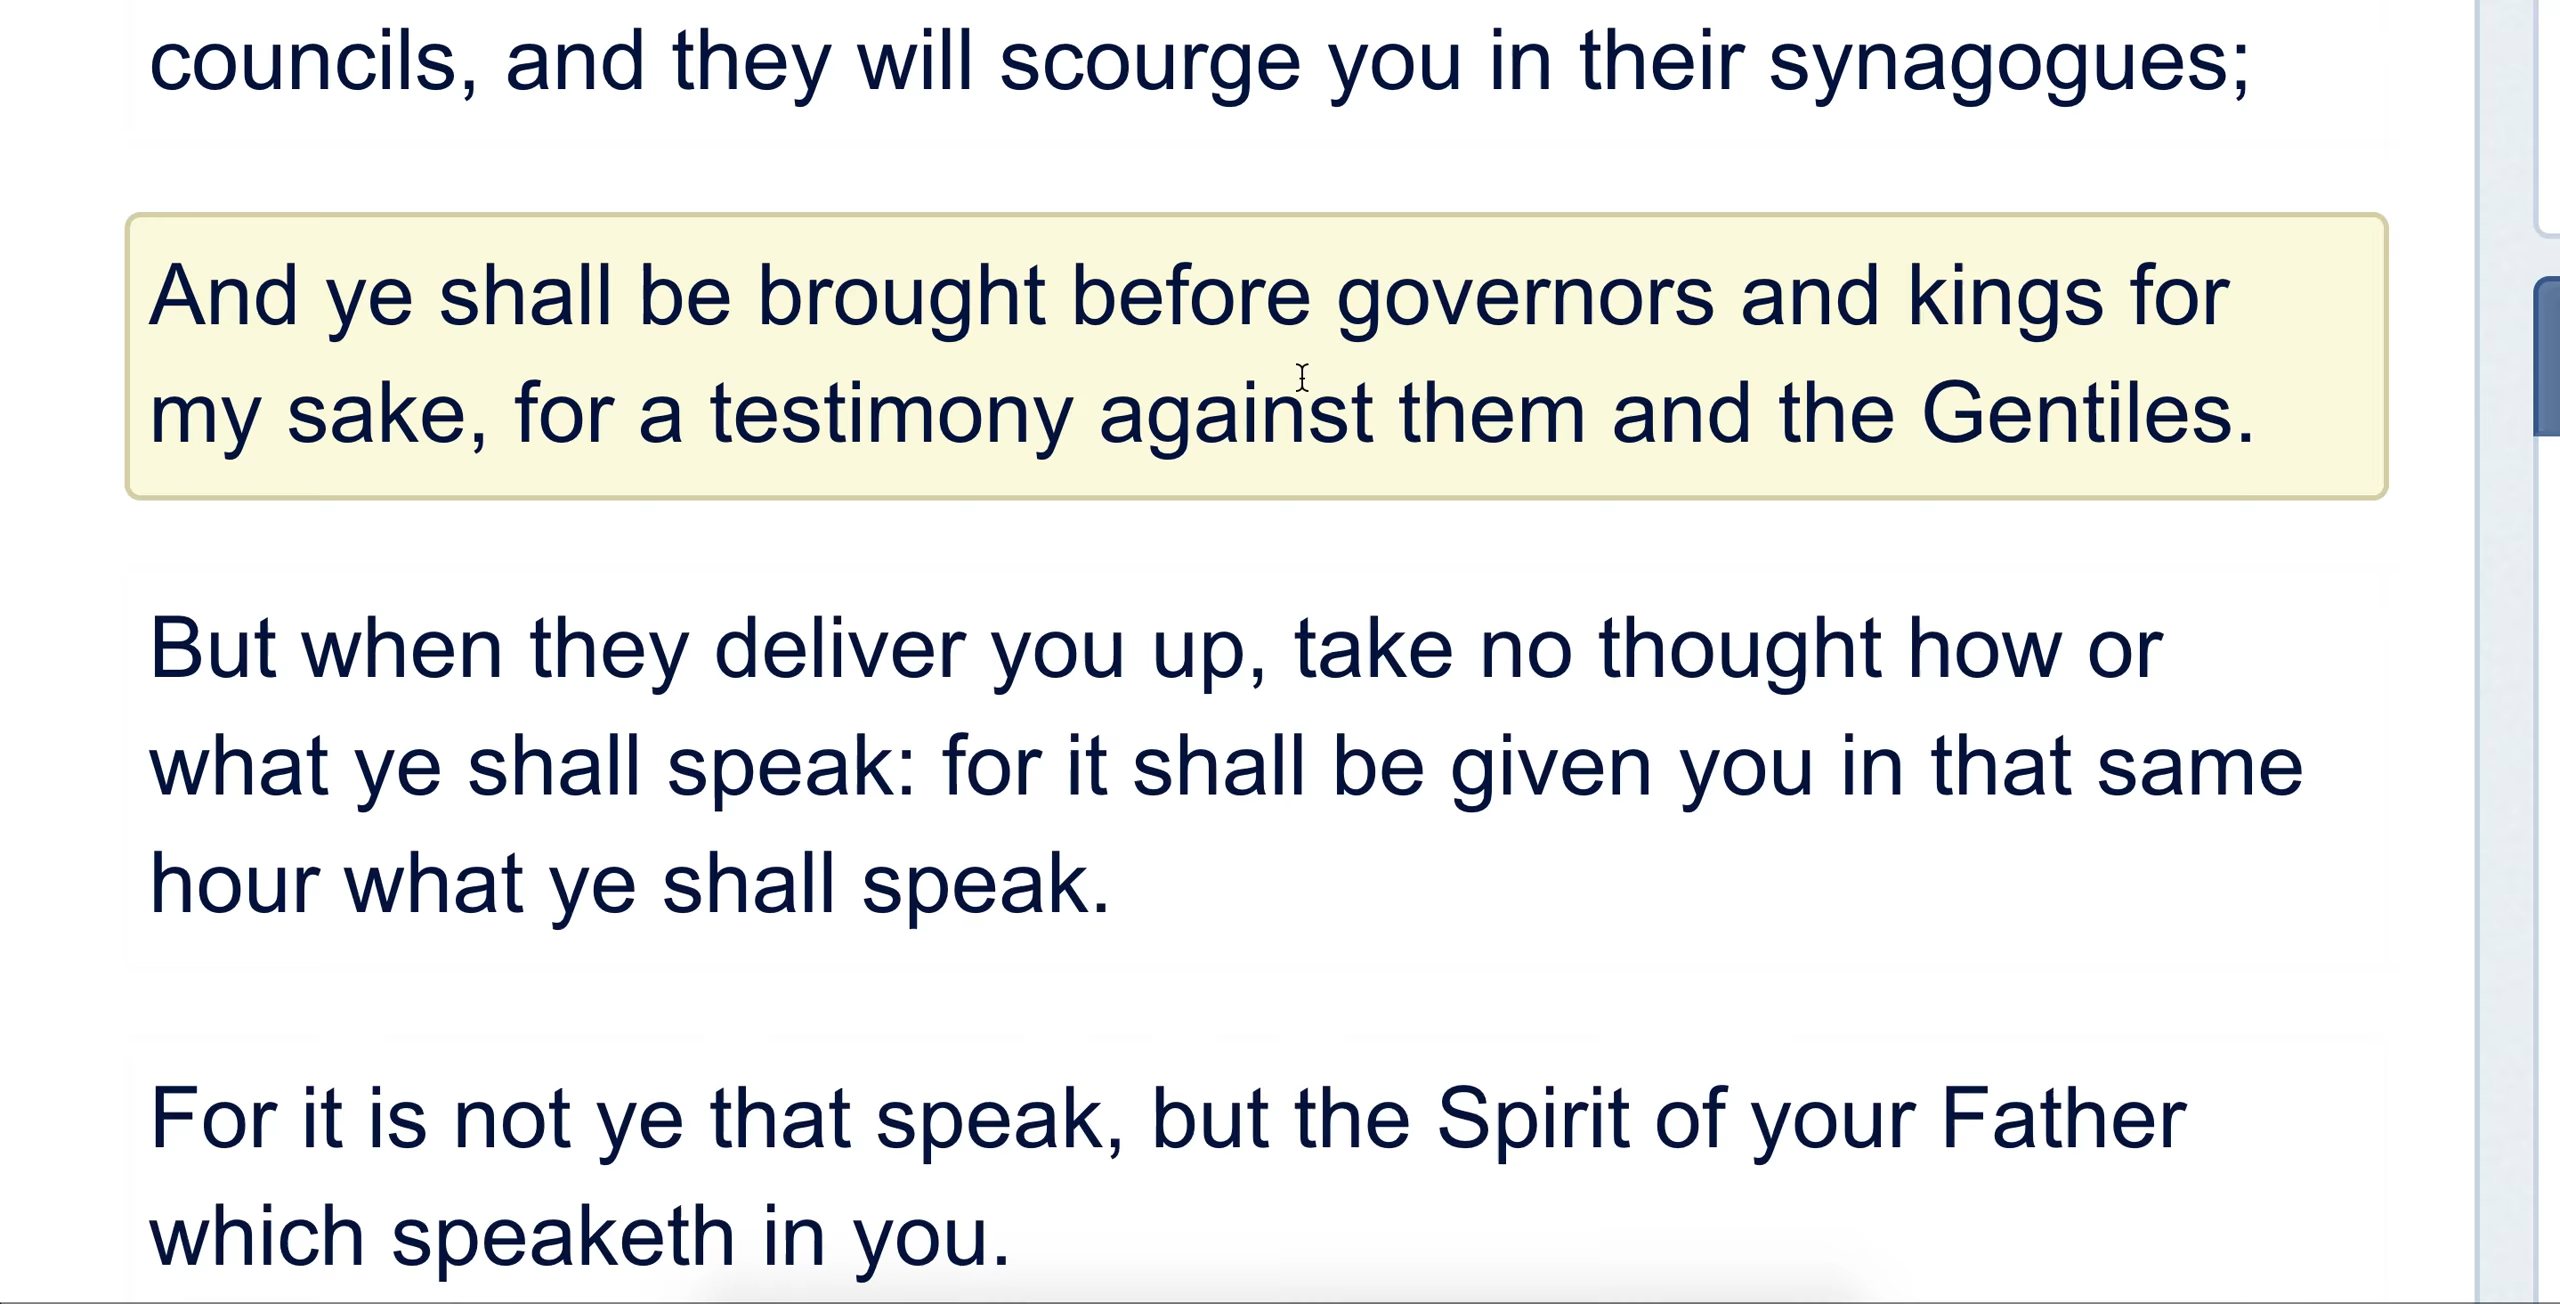 councils, and they will scourge you in their synagogues;
And ye shall be brought before governors and kings for
my sake, for a testimony against them and the Gentiles.
But when they deliver you up, take no thought how or
what ye shall speak: for it shall be given you in that same
hour what ye shall speak.
For it is not ye that speak, but the Spirit of your Father
which speaketh in you.